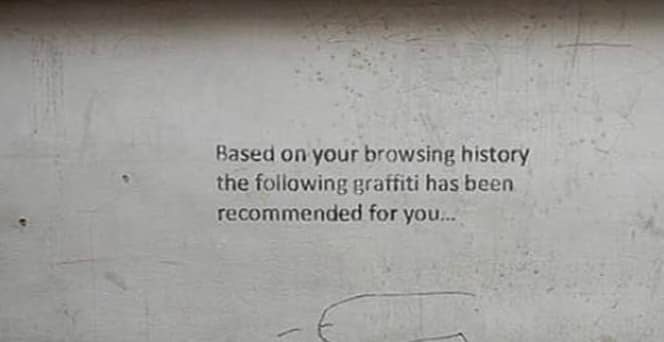 Based on your browsing history
the following graffiti has been
recommended for you...